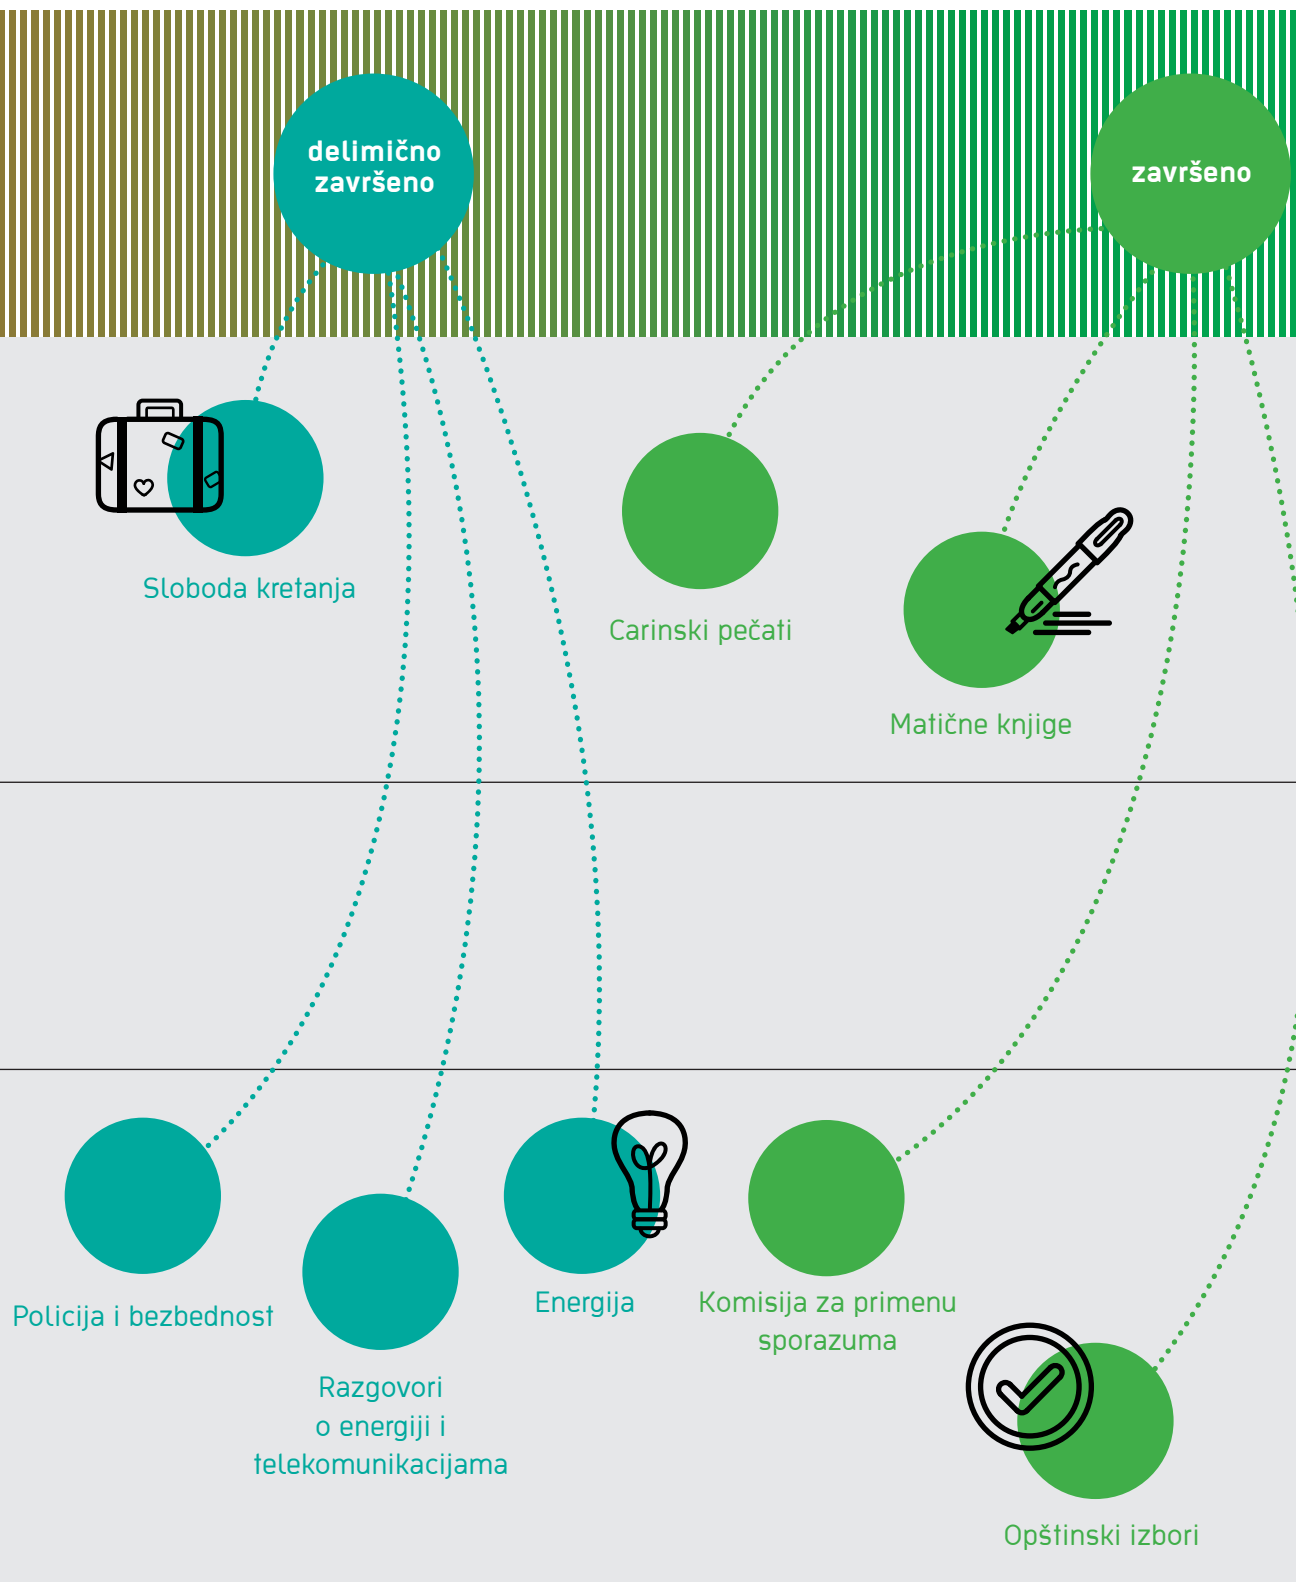 delimično
završeno
završeno
Sloboda kretanja
Carinski pečati
Matične knjige
Policija i bezbednost
Razgovori
o energiji i
telekomunikacijama
Energija
Komisija za primenu
sporazuma
Opštinski izbori